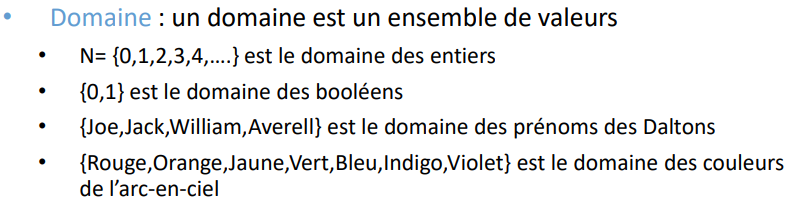 • Domaine : un domaine est un ensemble de valeurs
• N= {0,1,2,3,4,….} est le domaine des entiers
• {0,1} est le domaine des booléens
• {Joe,Jack,William,Averell} est le domaine des prénoms des Daltons
• {Rouge,Orange,Jaune,Vert,Bleu,Indigo,Violet} est le domaine des couleurs
de l’arc-en-ciel